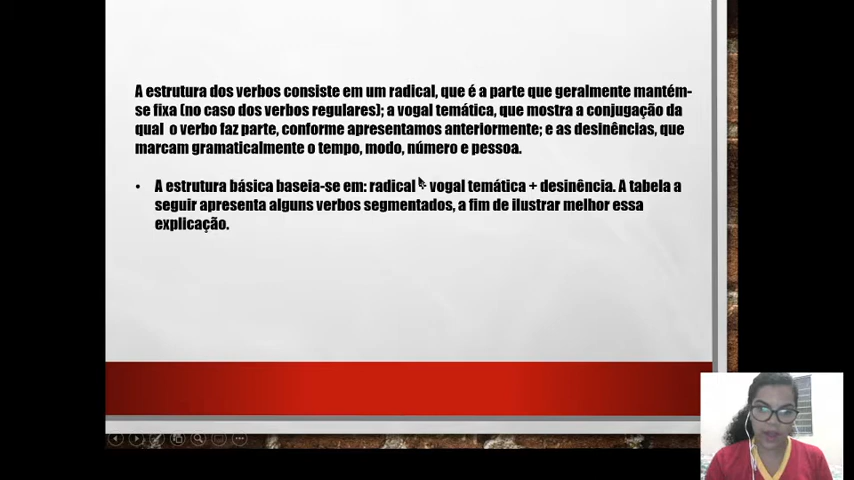 A estrutura dos verbos consiste em um radical, que é a parte que geralmente mantém-
se fixa (no caso dos verbos regulares); a vogal temática, que mostra a conjugação da
qual o verbo faz parte, conforme apresentamos anteriormente; e as desinências, que
marcam gramaticalmente o tempo, modo, número e pessoa.
• A estrutura básica baseia-se em: radical + vogal temática + desinência. A tabela a
seguir apresenta alguns verbos segmentados, a fim de ilustrar melhor essa
explicação.